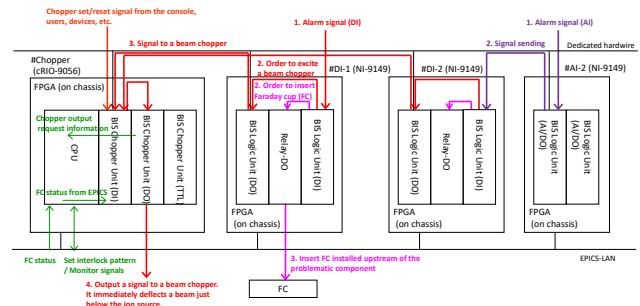 Chopper set/reset signal from the console,
users, devices, etc.
1. Alarm signal (DI)
1. Alarm signal (AI)
3. Signal to a beam chopper
2. Signal sending
Dedicated hardwire
#Chopper
(cRIO-9056)
2. Order to excite
a beam chopper
#DI-1 (NI-9149)
#DI-2 (NI-9149)
#AI-2 (NI-9149)
FPGA (on chassis)
2. Order to insert
Faraday cup (FC)
Chopper output
request information
CPU
BIS Chopper Unit (DI)
BIS Chopper Unit (DO)
BIS Chopper Unit (TTL)
BIS Logic Unit (DO)
Relay-DO
BIS Logic Unit (DI)
BIS Logic Unit (DO)
Relay-DO
BIS Logic Unit (DI)
BIS Logic Unit
(AI/DO)
BIS Logic Unit
(AI/DO)
FC status from EPICS
FPGA
(on chassis)
FPGA
(on chassis)
FPGA
(on chassis)
FC status
Set interlock pattern
/ Monitor signals
3. Insert FC installed upstream of the
problematic component
EPICS-LAN
4. Output a signal to a beam chopper.
It immediately deflects a beam just
below the ion source.
FC